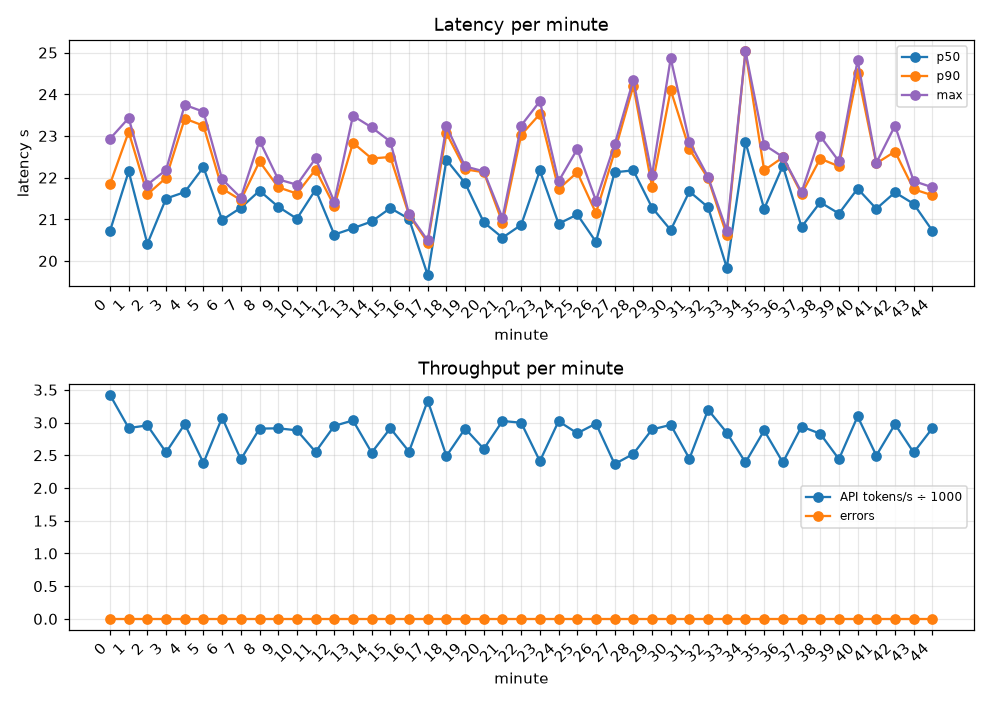 Latency per minute
latency s
25
24
23
22
21
20
p50
p90
max
0 1 2 3 4 5 6 7 8 9 10 11 12 13 14 15 16 17 18 19 20 21 22 23 24 25 26 27 28 29 30 31 32 33 34 35 36 37 38 39 40 41 42 43 44
minute
Throughput per minute
3.5
3.0
2.5
2.0
1.5
1.0
0.5
0.0
API tokens/s ÷ 1000
errors
0 1 2 3 4 5 6 7 8 9 10 11 12 13 14 15 16 17 18 19 20 21 22 23 24 25 26 27 28 29 30 31 32 33 34 35 36 37 38 39 40 41 42 43 44
minute